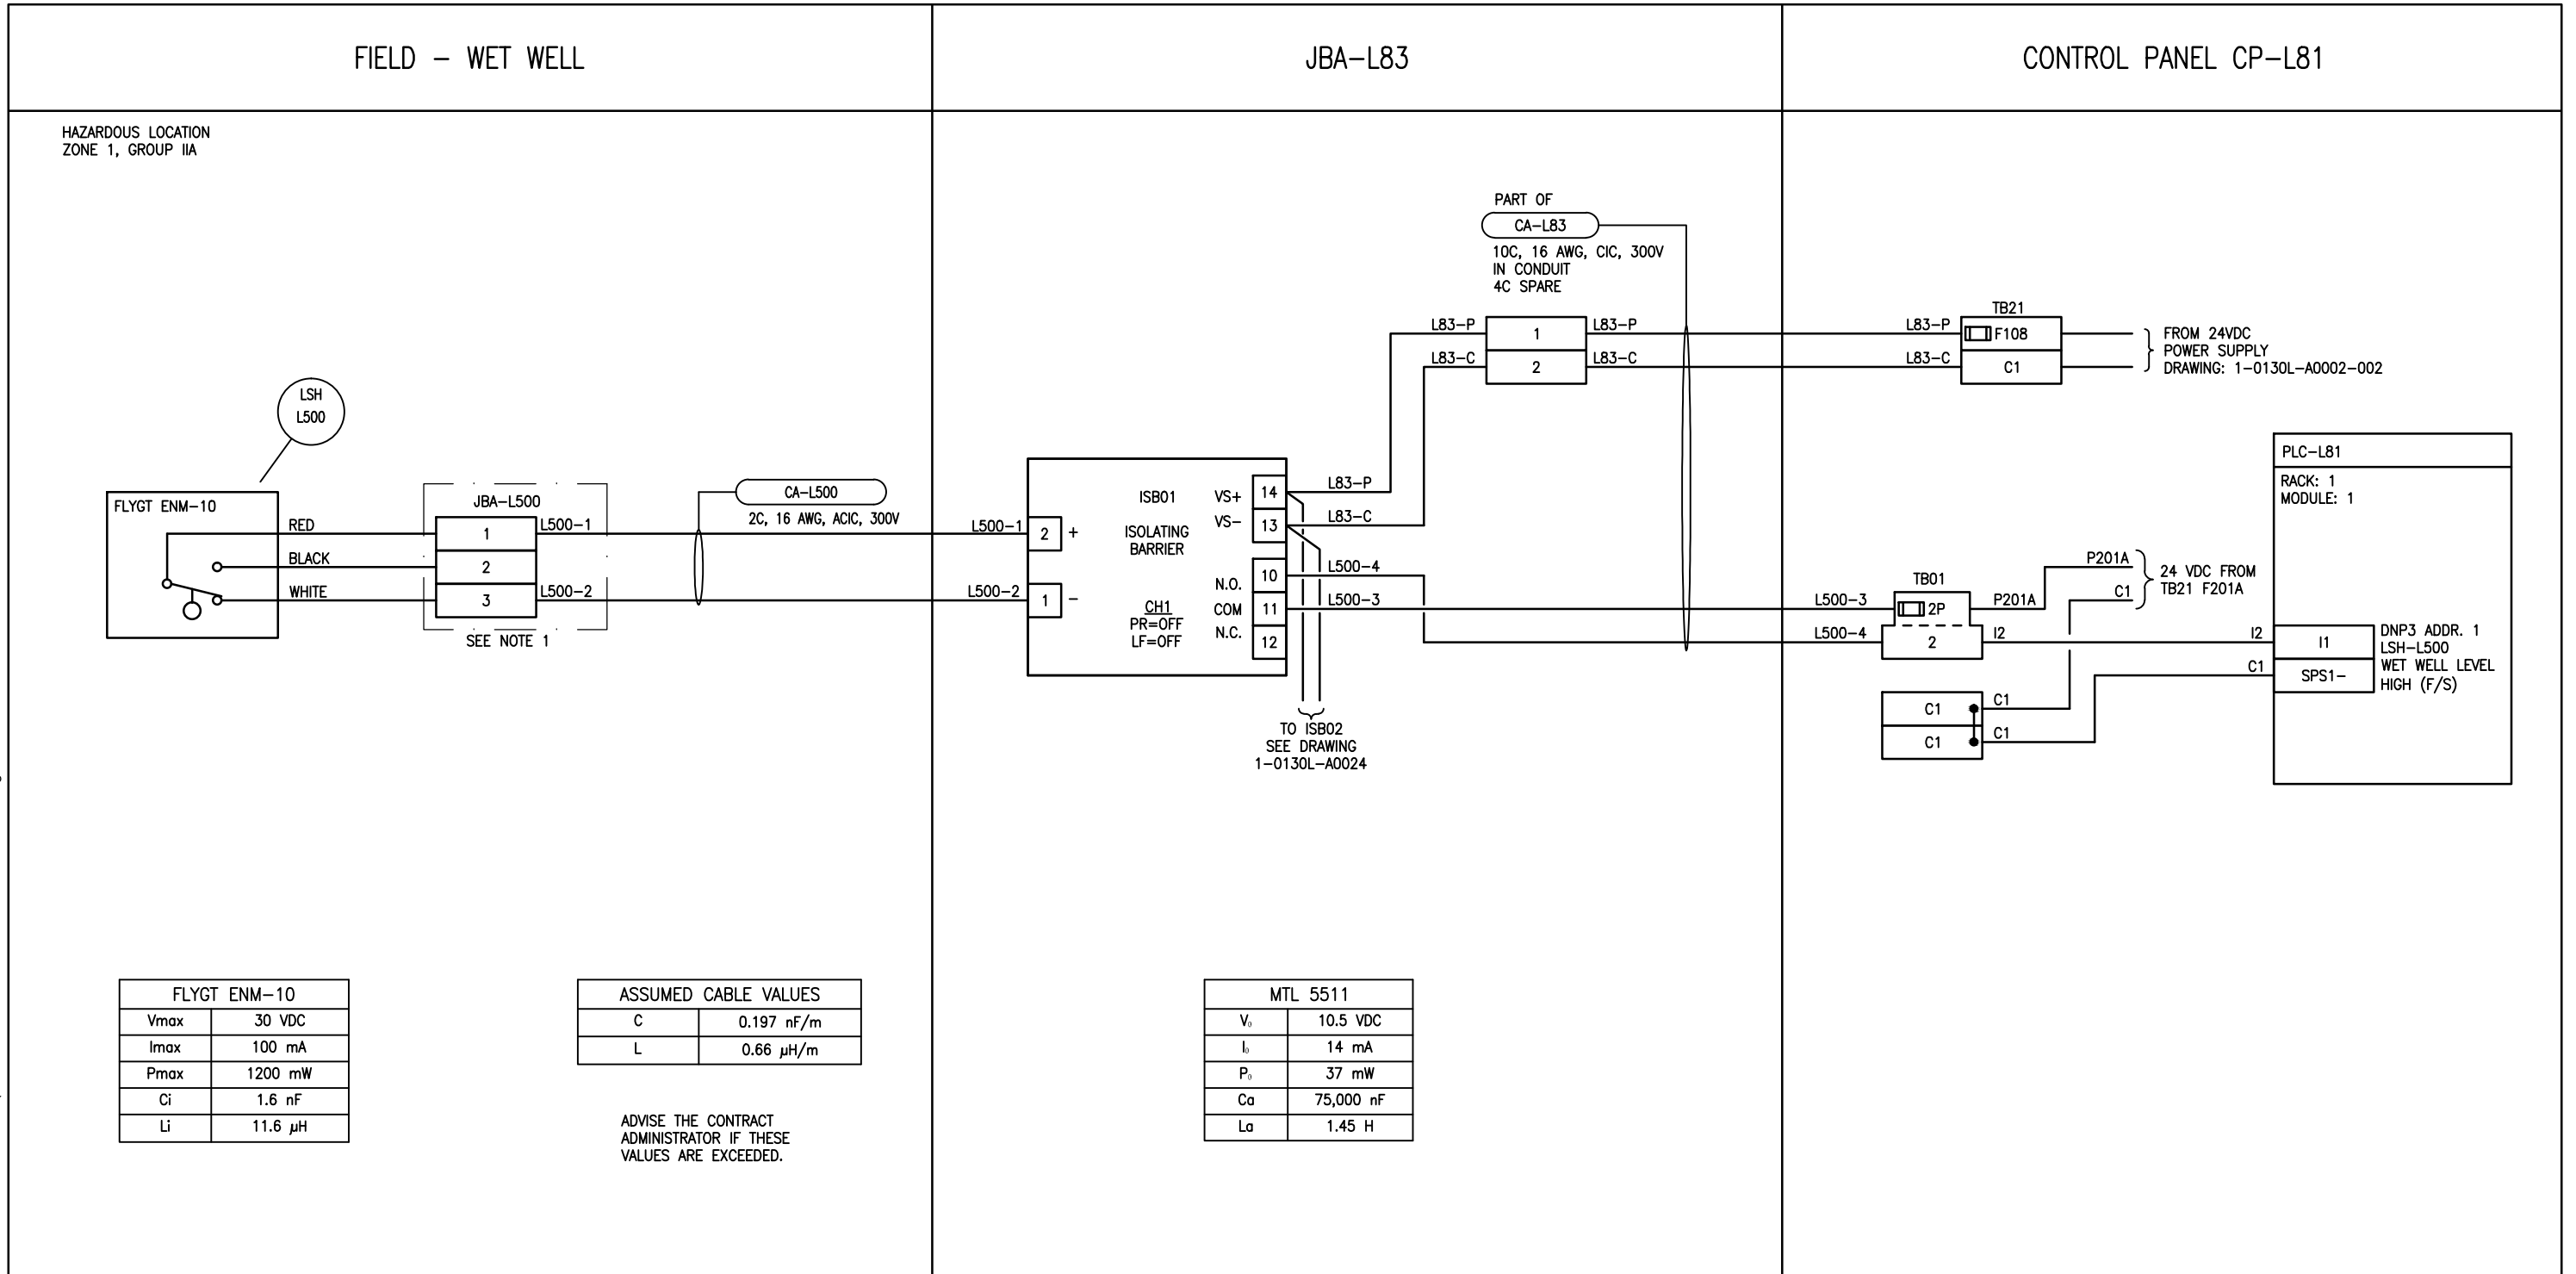 FIELD – WET WELL
JBA–L83
CONTROL PANEL CP–L81
HAZARDOUS LOCATION
ZONE 1, GROUP IIA
LSH
L500
FLYGT ENM–10
RED
BLACK
WHITE
JBA–L500
1
2
3
SEE NOTE 1
L500–1
L500–2
CA–L500
2C, 16 AWG, ACIC, 300V
L500–1
L500–2
2 +
1 –
ISB01
ISOLATING
BARRIER
CH1
PR=OFF
LF=OFF
VS+ 14
VS– 13
N.O. 10
COM 11
N.C. 12
L83–P
L83–C
L500–4
L500–3
TO ISB02
SEE DRAWING
1–0130L–A0024
PART OF
CA–L83
10C, 16 AWG, CIC, 300V
IN CONDUIT
4C SPARE
L83–P 1 L83–P
L83–C 2 L83–C
TB21
L83–P F108
L83–C C1
FROM 24VDC
POWER SUPPLY
DRAWING: 1–0130L–A0002–002
TB01
L500–3 2P P201A
L500–4 2 I2
P201A
C1
24 VDC FROM
TB21 F201A
C1 C1
C1 C1
PLC–L81
RACK: 1
MODULE: 1
I2 I1
C1 SPS1–
DNP3 ADDR. 1
LSH–L500
WET WELL LEVEL
HIGH (F/S)
FLYGT ENM–10
Vmax 30 VDC
Imax 100 mA
Pmax 1200 mW
Ci 1.6 nF
Li 11.6 µH
ASSUMED CABLE VALUES
C 0.197 nF/m
L 0.66 µH/m
ADVISE THE CONTRACT
ADMINISTRATOR IF THESE
VALUES ARE EXCEEDED.
MTL 5511
V₀ 10.5 VDC
I₀ 14 mA
P₀ 37 mW
Ca 75,000 nF
La 1.45 H